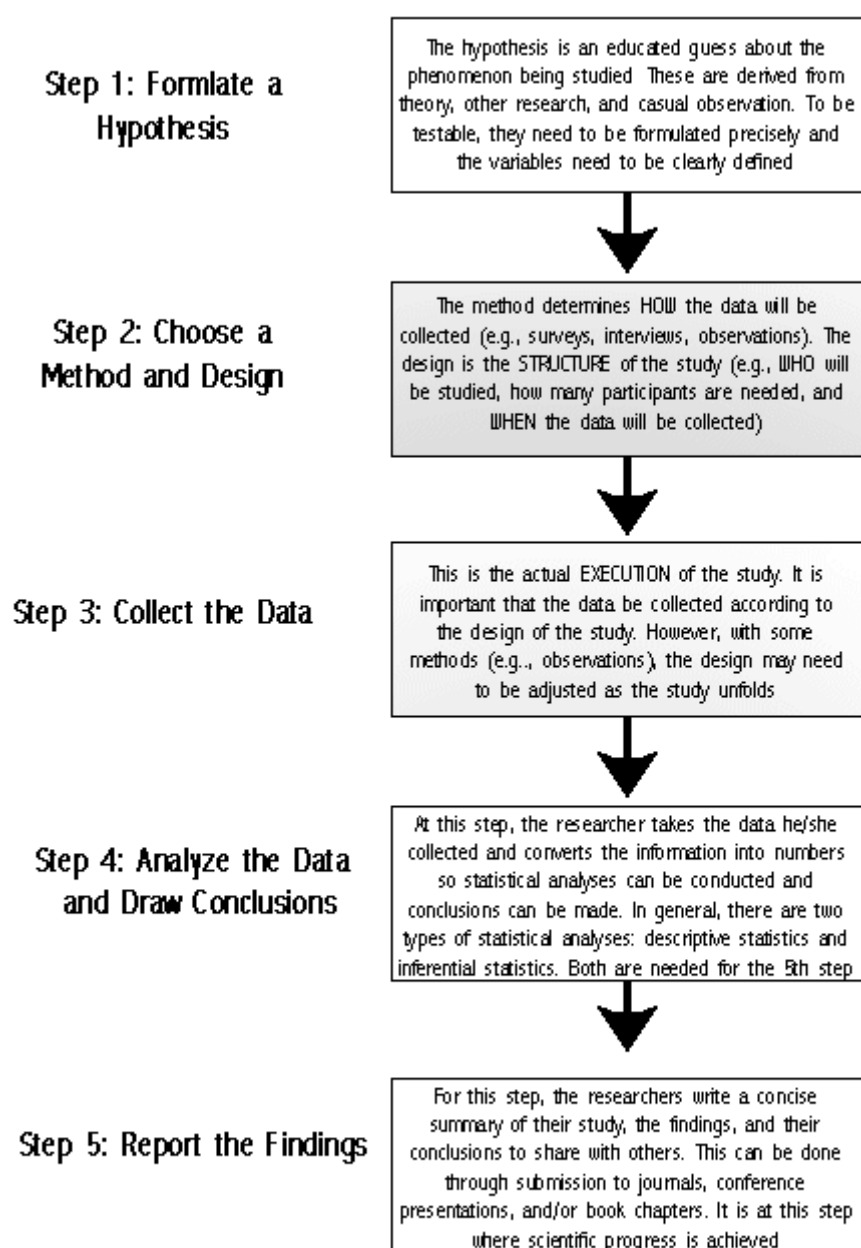 Step 1: Formlate a
Hypothesis
The hypothesis is an educated guess about the
phenomenon being studied These are derived from
theory, other research, and casual observation. To be
testable, they need to be formulated precisely and
the variables need to be clearly defined
Step 2: Choose a
Method and Design
The method determines HOW the data will be
collected (e.g., surveys, interviews, observations). The
design is the STRUCTURE of the study (e.g., WHO will
be studied, how many participants are needed, and
WHEN the data will be collected)
Step 3: Collect the Data
This is the actual EXECUTION of the study. It is
important that the data be collected according to
the design of the study. However, with some
methods (e.g.., observations), the design may need
to be adjusted as the study unfolds
Step 4: Analyze the Data
and Draw Conclusions
At this step, the researcher takes the data he/she
collected and converts the information into numbers
so statistical analyses can be conducted and
conclusions can be made. In general, there are two
types of statistical analyses: descriptive statistics and
inferential statistics. Both are needed for the 5th step
Step 5: Report the Findings
For this step, the researchers write a concise
summary of their study, the findings, and their
conclusions to share with others. This can be done
through submission to journals, conference
presentations, and/or book chapters. It is at this step
where scientific progress is achieved